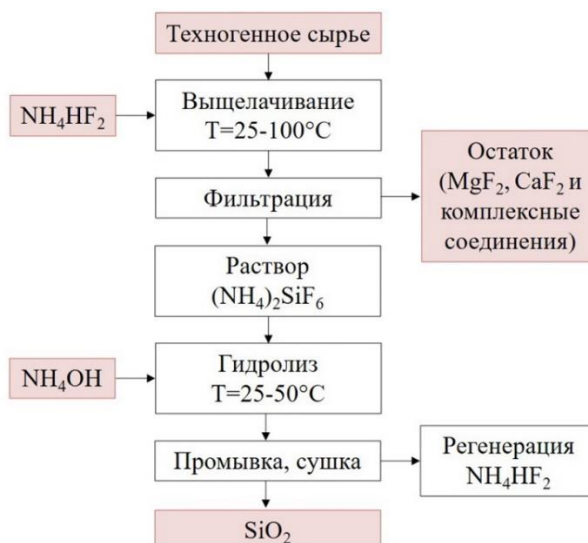 Техногенное сырье
NH₄HF₂
Выщелачивание
T=25-100°C
Остаток
(MgF₂, CaF₂ и
комплексные
соединения)
Фильтрация
Раствор
(NH₄)₂SiF₆
NH₄OH
Гидролиз
T=25-50°C
Промывка, сушка
Регенерация
NH₄HF₂
SiO₂